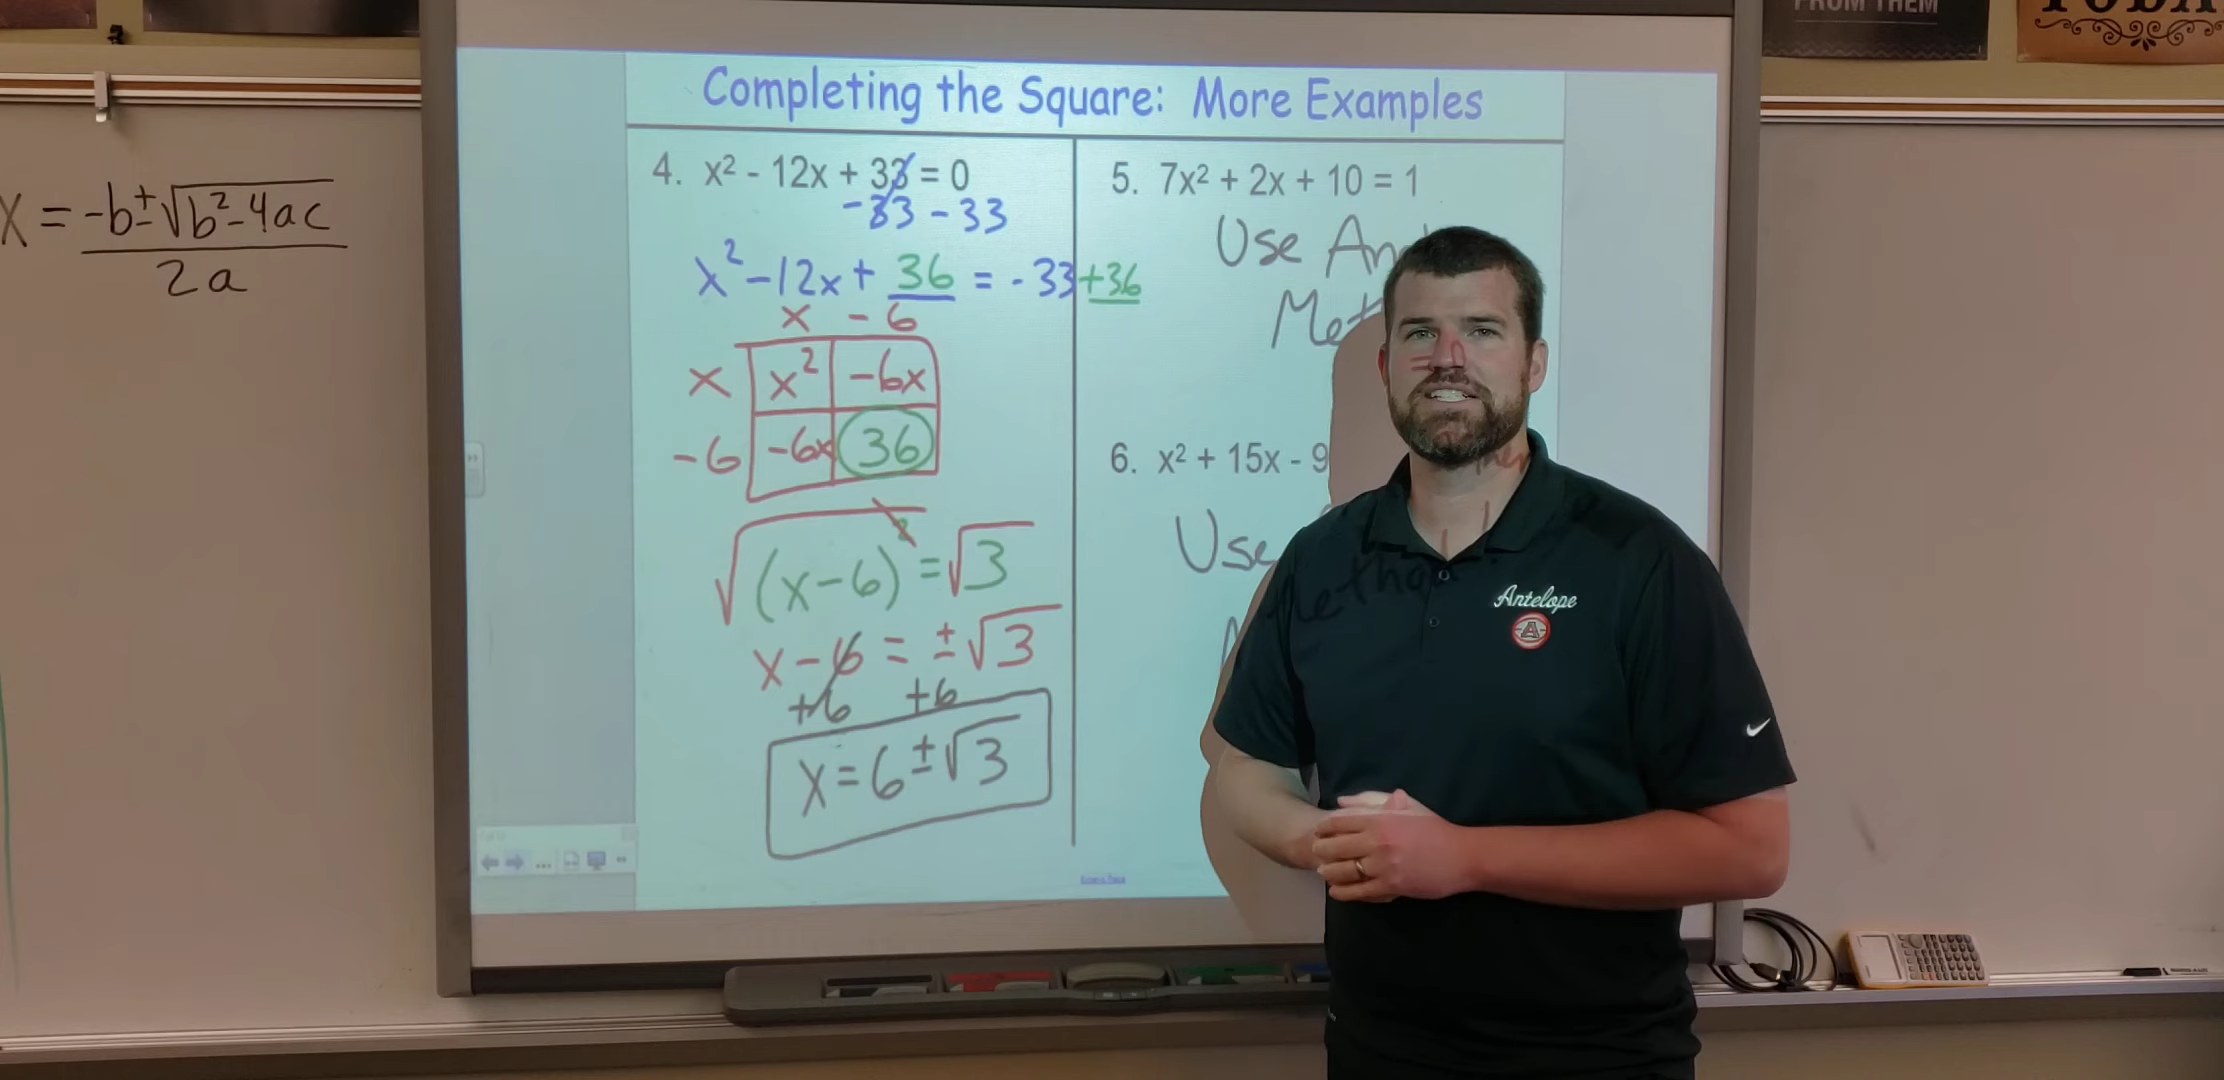 FROM THEM
Completing the Square: More Examples
x = -b ± √b² - 4ac
2a
4. x² - 12x + 33 = 0
-33 - 33
x² - 12x + 36 = -33 + 36
x - 6
x x² -6x
-6 -6x 36
√(x-6)² = √3
x - 6 = ±√3
+6 +6
x = 6 ± √3
5. 7x² + 2x + 10 = 1
Use
6. x² + 15x - 9
Use
Antelope
A